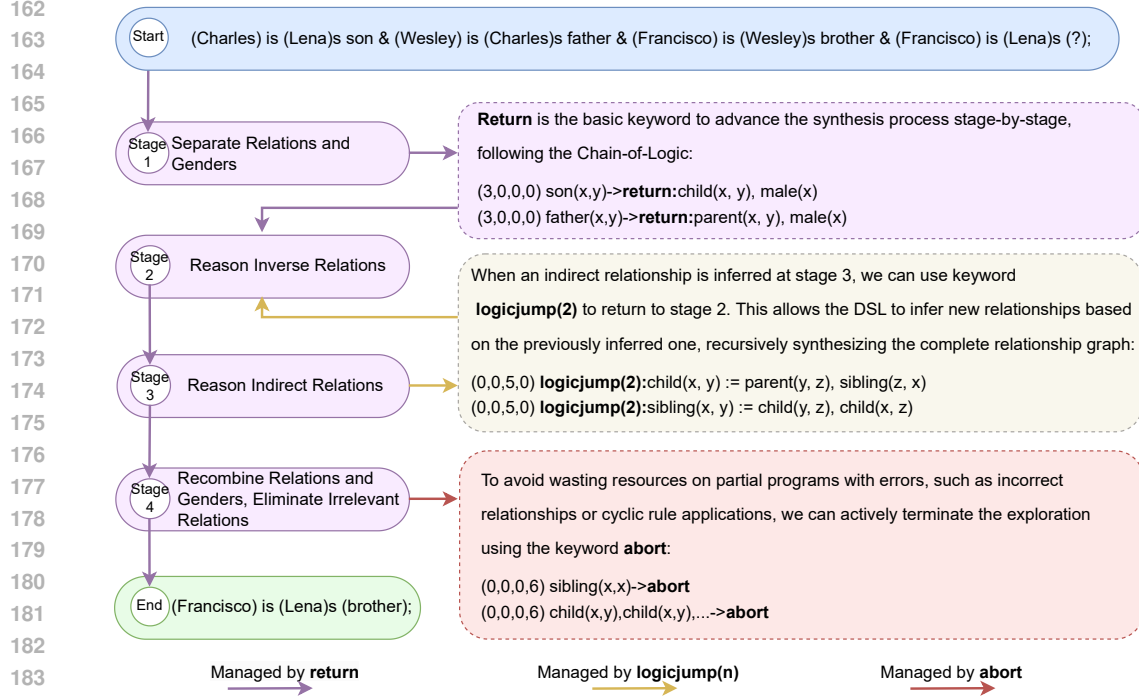 162
163
164
165
166
167
168
169
170
171
172
173
174
175
176
177
178
179
180
181
182
183
Start
(Charles) is (Lena)s son & (Wesley) is (Charles)s father & (Francisco) is (Wesley)s brother & (Francisco) is (Lena)s (?);
Stage
1
Separate Relations and
Genders
Return is the basic keyword to advance the synthesis process stage-by-stage,
following the Chain-of-Logic:
(3,0,0,0) son(x,y)->return:child(x, y), male(x)
(3,0,0,0) father(x,y)->return:parent(x, y), male(x)
Stage
2
Reason Inverse Relations
When an indirect relationship is inferred at stage 3, we can use keyword
logicjump(2) to return to stage 2. This allows the DSL to infer new relationships based
on the previously inferred one, recursively synthesizing the complete relationship graph:
(0,0,5,0) logicjump(2):child(x, y) := parent(y, z), sibling(z, x)
(0,0,5,0) logicjump(2):sibling(x, y) := child(y, z), child(x, z)
Stage
3
Reason Indirect Relations
Stage
4
Recombine Relations and
Genders, Eliminate Irrelevant
Relations
To avoid wasting resources on partial programs with errors, such as incorrect
relationships or cyclic rule applications, we can actively terminate the exploration
using the keyword abort:
(0,0,0,6) sibling(x,x)->abort
(0,0,0,6) child(x,y),child(x,y),...->abort
End
(Francisco) is (Lena)s (brother);
Managed by return
Managed by logicjump(n)
Managed by abort